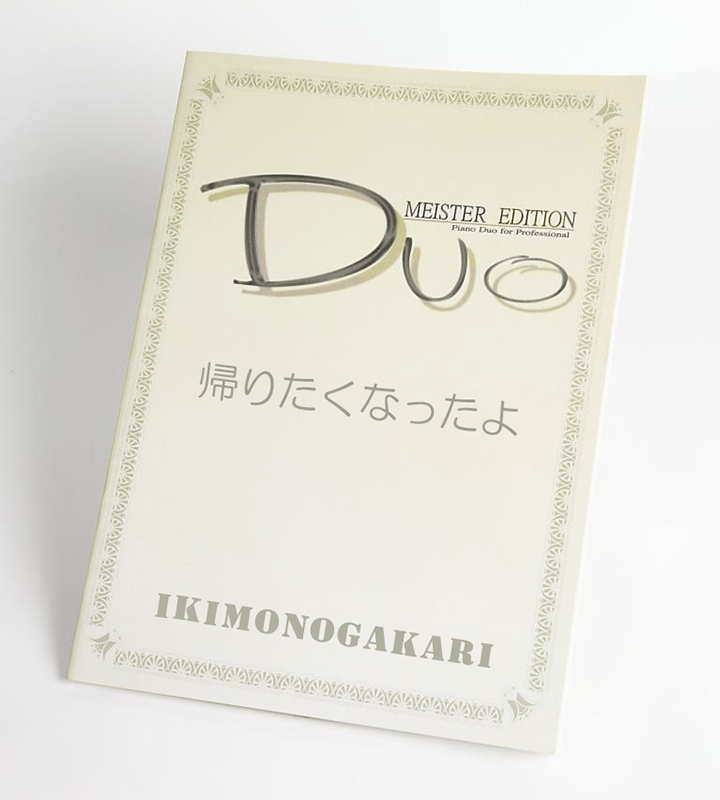 DUO
MEISTER EDITION
Piano Duo for Professional
帰りたくなったよ
IKIMONOGAKARI